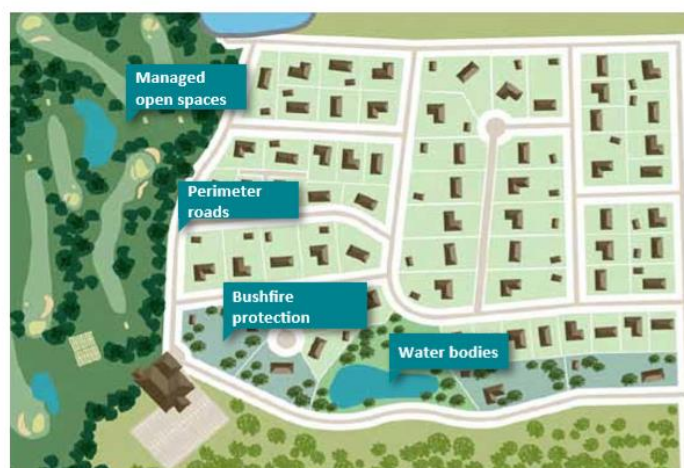 Managed
open spaces
Perimeter
roads
Bushfire
protection
Water bodies